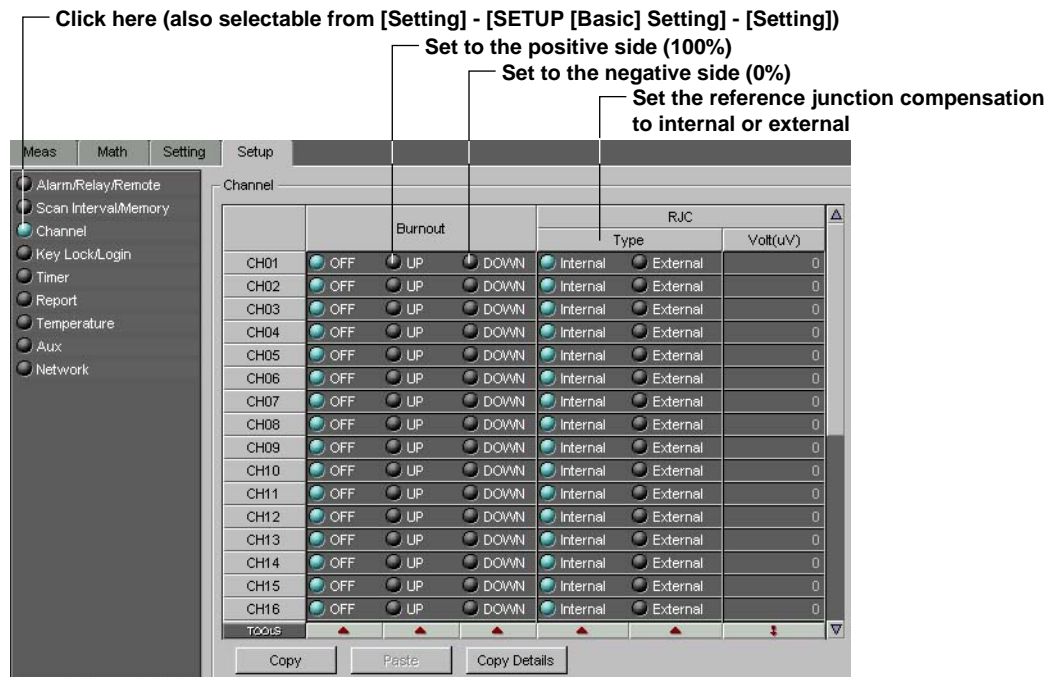 Click here (also selectable from [Setting] - [SETUP [Basic] Setting] - [Setting])
Set to the positive side (100%)
Set to the negative side (0%)
Set the reference junction compensation
to internal or external
Meas Math Setting Setup
Alarm/Relay/Remote
Scan Interval/Memory
Channel
Key Lock/Login
Timer
Report
Temperature
Aux
Network
Channel
Burnout RJC
Type Volt(uV)
CH01 OFF UP DOWN Internal External 0
CH02 OFF UP DOWN Internal External 0
CH03 OFF UP DOWN Internal External 0
CH04 OFF UP DOWN Internal External 0
CH05 OFF UP DOWN Internal External 0
CH06 OFF UP DOWN Internal External 0
CH07 OFF UP DOWN Internal External 0
CH08 OFF UP DOWN Internal External 0
CH09 OFF UP DOWN Internal External 0
CH10 OFF UP DOWN Internal External 0
CH11 OFF UP DOWN Internal External 0
CH12 OFF UP DOWN Internal External 0
CH13 OFF UP DOWN Internal External 0
CH14 OFF UP DOWN Internal External 0
CH15 OFF UP DOWN Internal External 0
CH16 OFF UP DOWN Internal External 0
TOOLS
Copy Paste Copy Details